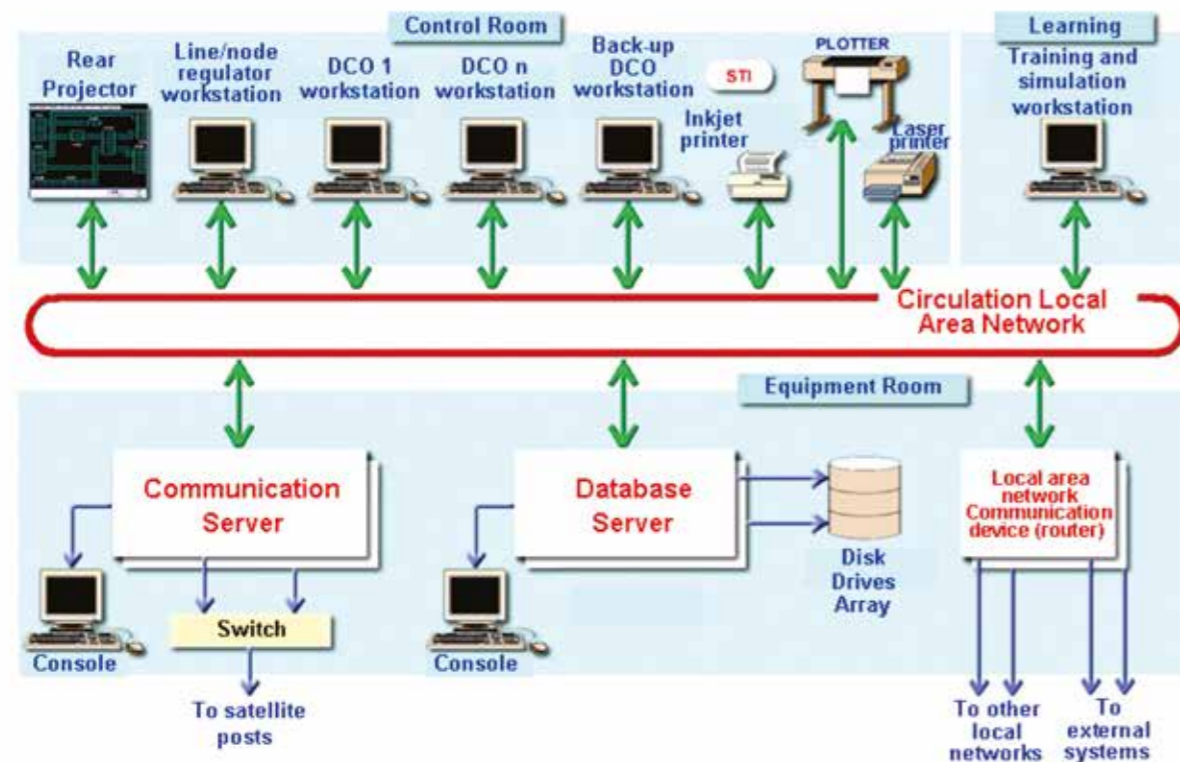 Control Room
Learning
Rear
Projector
Line/node
regulator
workstation
DCO 1
workstation
DCO n
workstation
Back-up
DCO
workstation
STI
Inkjet
printer
PLOTTER
Laser
printer
Training and
simulation
workstation
Circulation Local
Area Network
Equipment Room
Communication
Server
Console
Switch
To satellite
posts
Database
Server
Console
Disk
Drives
Array
Local area
network
Communication
device (router)
To other
local
networks
To
external
systems